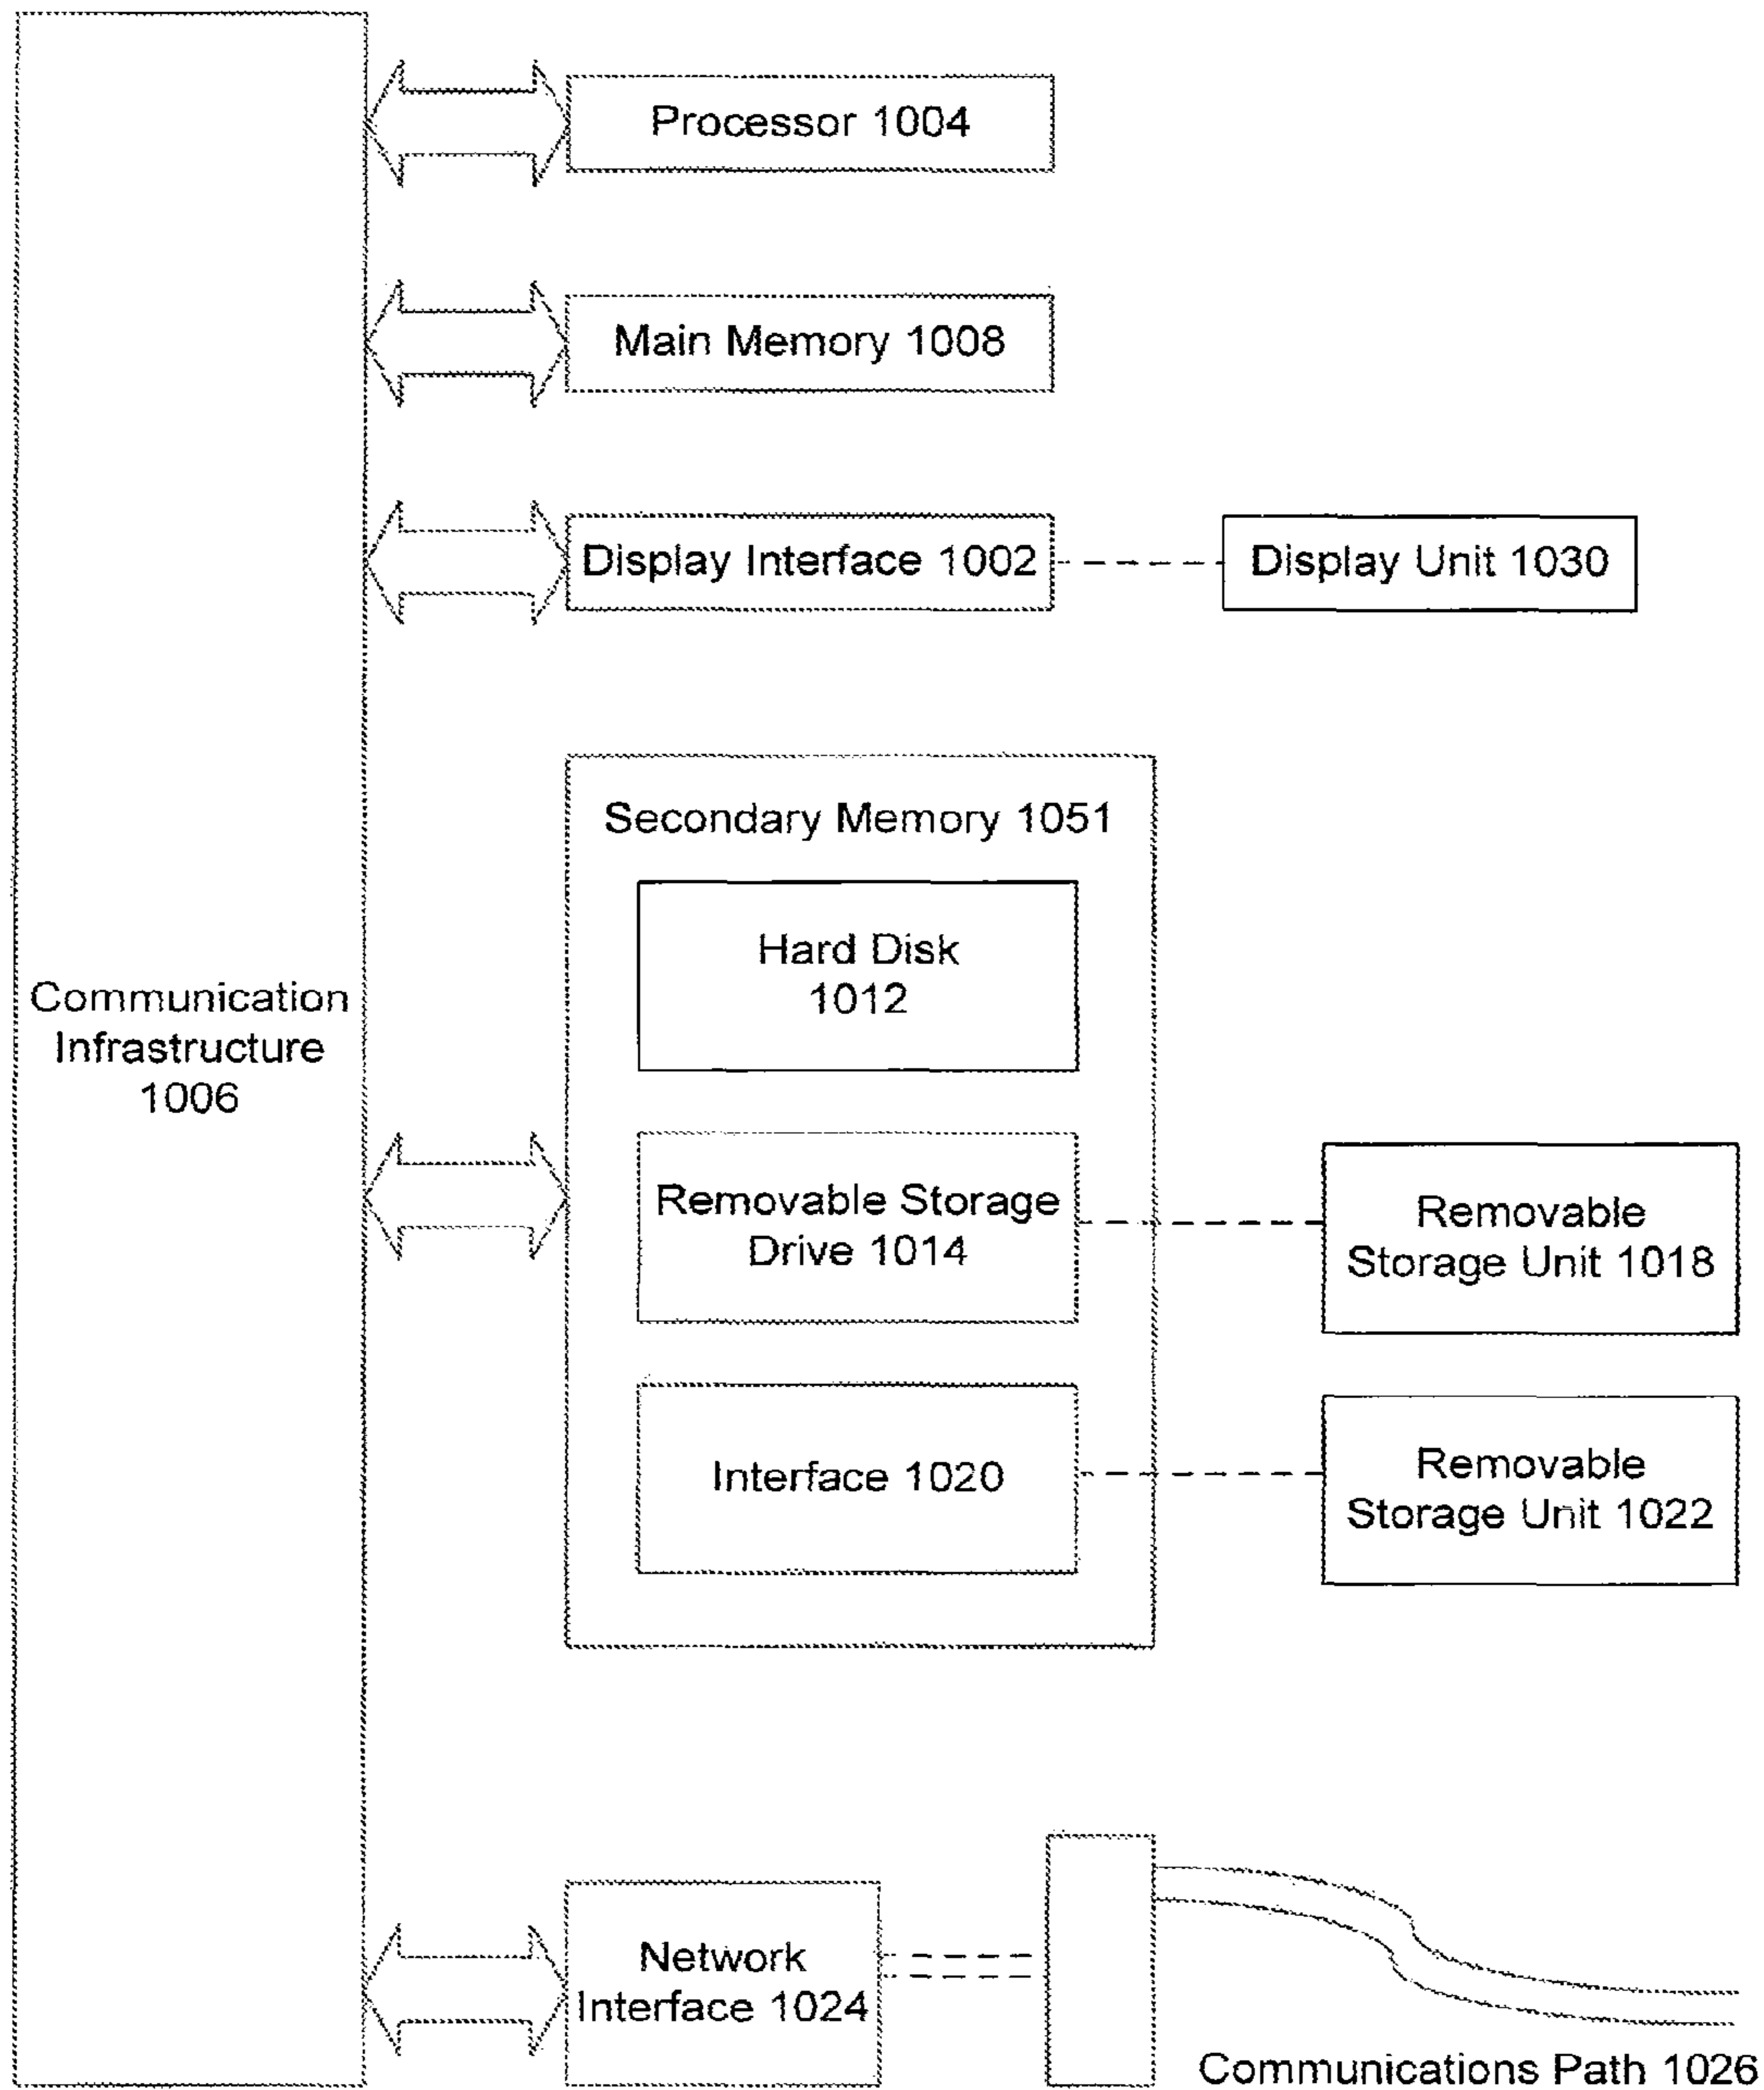 Processor 1004
Main Memory 1008
Display Interface 1002
Display Unit 1030
Secondary Memory 1051
Hard Disk
1012
Communication
Infrastructure
1006
Removable Storage
Drive 1014
Removable
Storage Unit 1018
Interface 1020
Removable
Storage Unit 1022
Network
Interface 1024
Communications Path 1026